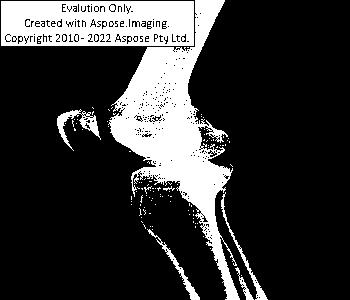 Evalution Only.
Created with Aspose.Imaging.
Copyright 2010- 2022 Aspose Pty Ltd.